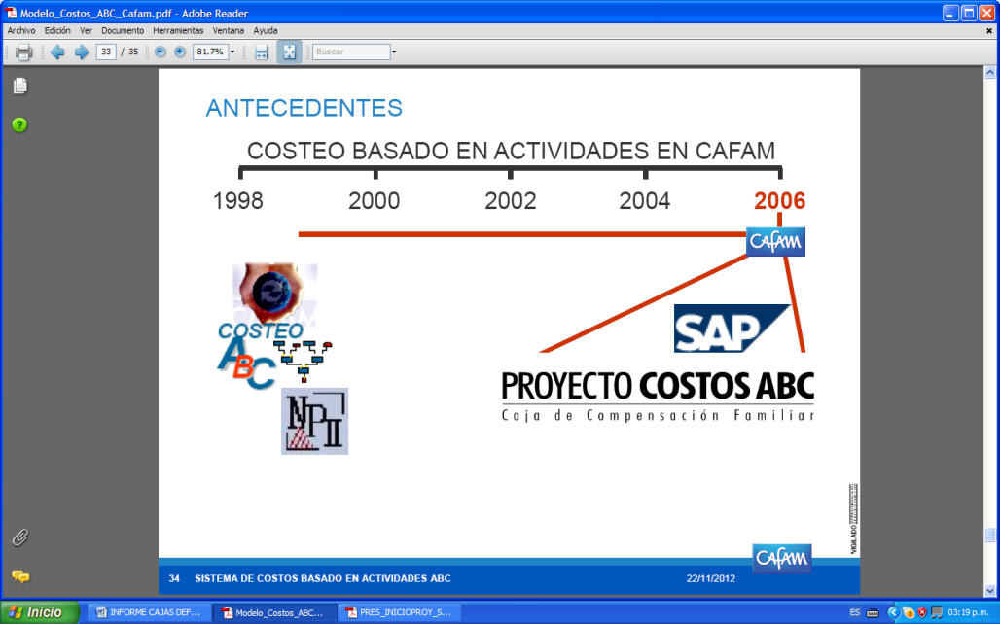 Modelo_Costos_ABC_Cafam.pdf - Adobe Reader
Archivo Edición Ver Documento Herramientas Ventana Ayuda
33 / 35 81.7% Buscar
ANTECEDENTES
COSTEO BASADO EN ACTIVIDADES EN CAFAM
1998 2000 2002 2004 2006
CAFAM
COSTEO
ABC
SAP
NPII
PROYECTO COSTOS ABC
Caja de Compensación Familiar
VIGILADO
CAFAM
34 SISTEMA DE COSTOS BASADO EN ACTIVIDADES ABC 22/11/2012
Inicio INFORME CAJAS DEF... Modelo_Costos_ABC... PRES_INICIOPROY_S... ES 03:19 p.m.